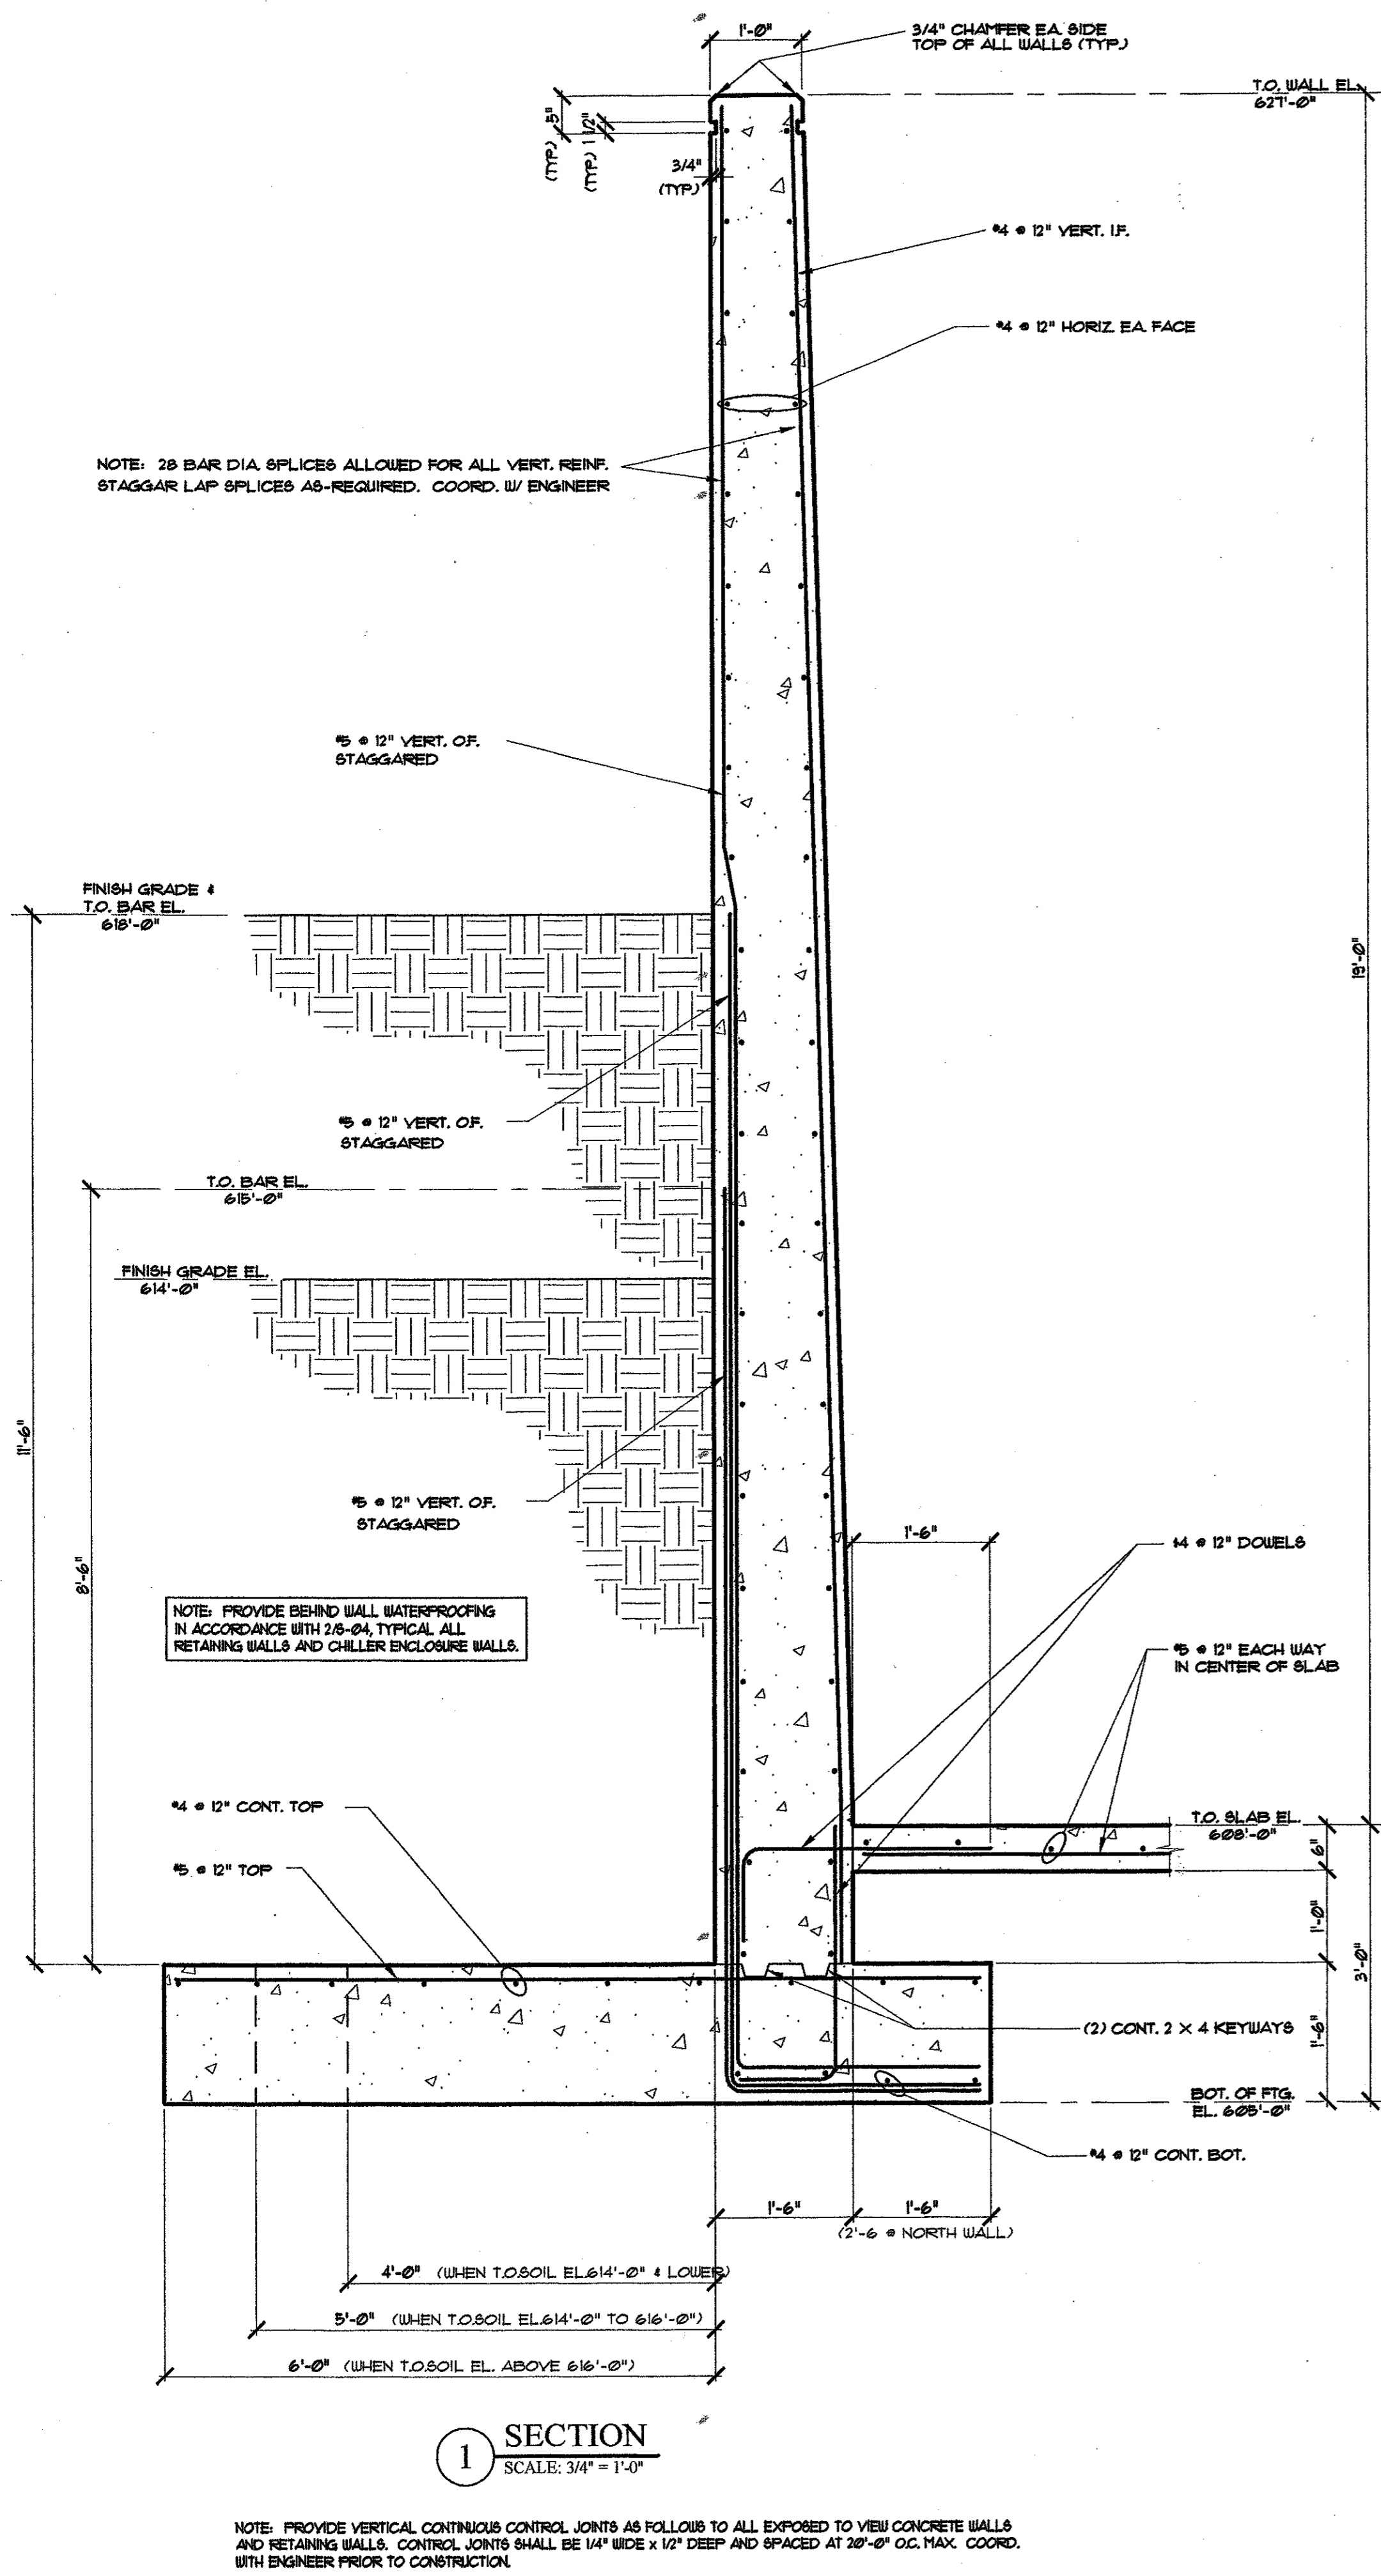 1'-0"
3/4" CHAMFER EA. SIDE
TOP OF ALL WALLS (TYP.)
T.O. WALL EL.
627'-0"
5"
(TYP.)
1 1/2"
(TYP.)
3/4"
(TYP.)
#4 @ 12" VERT. I.F.
#4 @ 12" HORIZ. EA. FACE
NOTE: 28 BAR DIA. SPLICES ALLOWED FOR ALL VERT. REINF.
STAGGAR LAP SPLICES AS-REQUIRED. COORD. W/ ENGINEER
#5 @ 12" VERT. O.F.
STAGGARED
FINISH GRADE &
T.O. BAR EL.
618'-0"
19'-0"
#5 @ 12" VERT. O.F.
STAGGARED
T.O. BAR EL.
615'-0"
FINISH GRADE EL.
614'-0"
11'-6"
8'-6"
#5 @ 12" VERT. O.F.
STAGGARED
1'-6"
#4 @ 12" DOWELS
NOTE: PROVIDE BEHIND WALL WATERPROOFING
IN ACCORDANCE WITH 2/S-04, TYPICAL ALL
RETAINING WALLS AND CHILLER ENCLOSURE WALLS.
#5 @ 12" EACH WAY
IN CENTER OF SLAB
#4 @ 12" CONT. TOP
T.O. SLAB EL.
608'-0"
#5 @ 12" TOP
6"
1'-0"
3'-0"
1'-6"
(2) CONT. 2 X 4 KEYWAYS
BOT. OF FTG.
EL. 605'-0"
#4 @ 12" CONT. BOT.
1'-6"
1'-6"
(2'-6 @ NORTH WALL)
4'-0" (WHEN T.O.SOIL EL.614'-0" & LOWER)
5'-0" (WHEN T.O.SOIL EL.614'-0" TO 616'-0")
6'-0" (WHEN T.O.SOIL EL. ABOVE 616'-0")
1 SECTION
SCALE: 3/4" = 1'-0"
NOTE: PROVIDE VERTICAL CONTINUOUS CONTROL JOINTS AS FOLLOWS TO ALL EXPOSED TO VIEW CONCRETE WALLS
AND RETAINING WALLS. CONTROL JOINTS SHALL BE 1/4" WIDE x 1/2" DEEP AND SPACED AT 20'-0" O.C. MAX. COORD.
WITH ENGINEER PRIOR TO CONSTRUCTION.